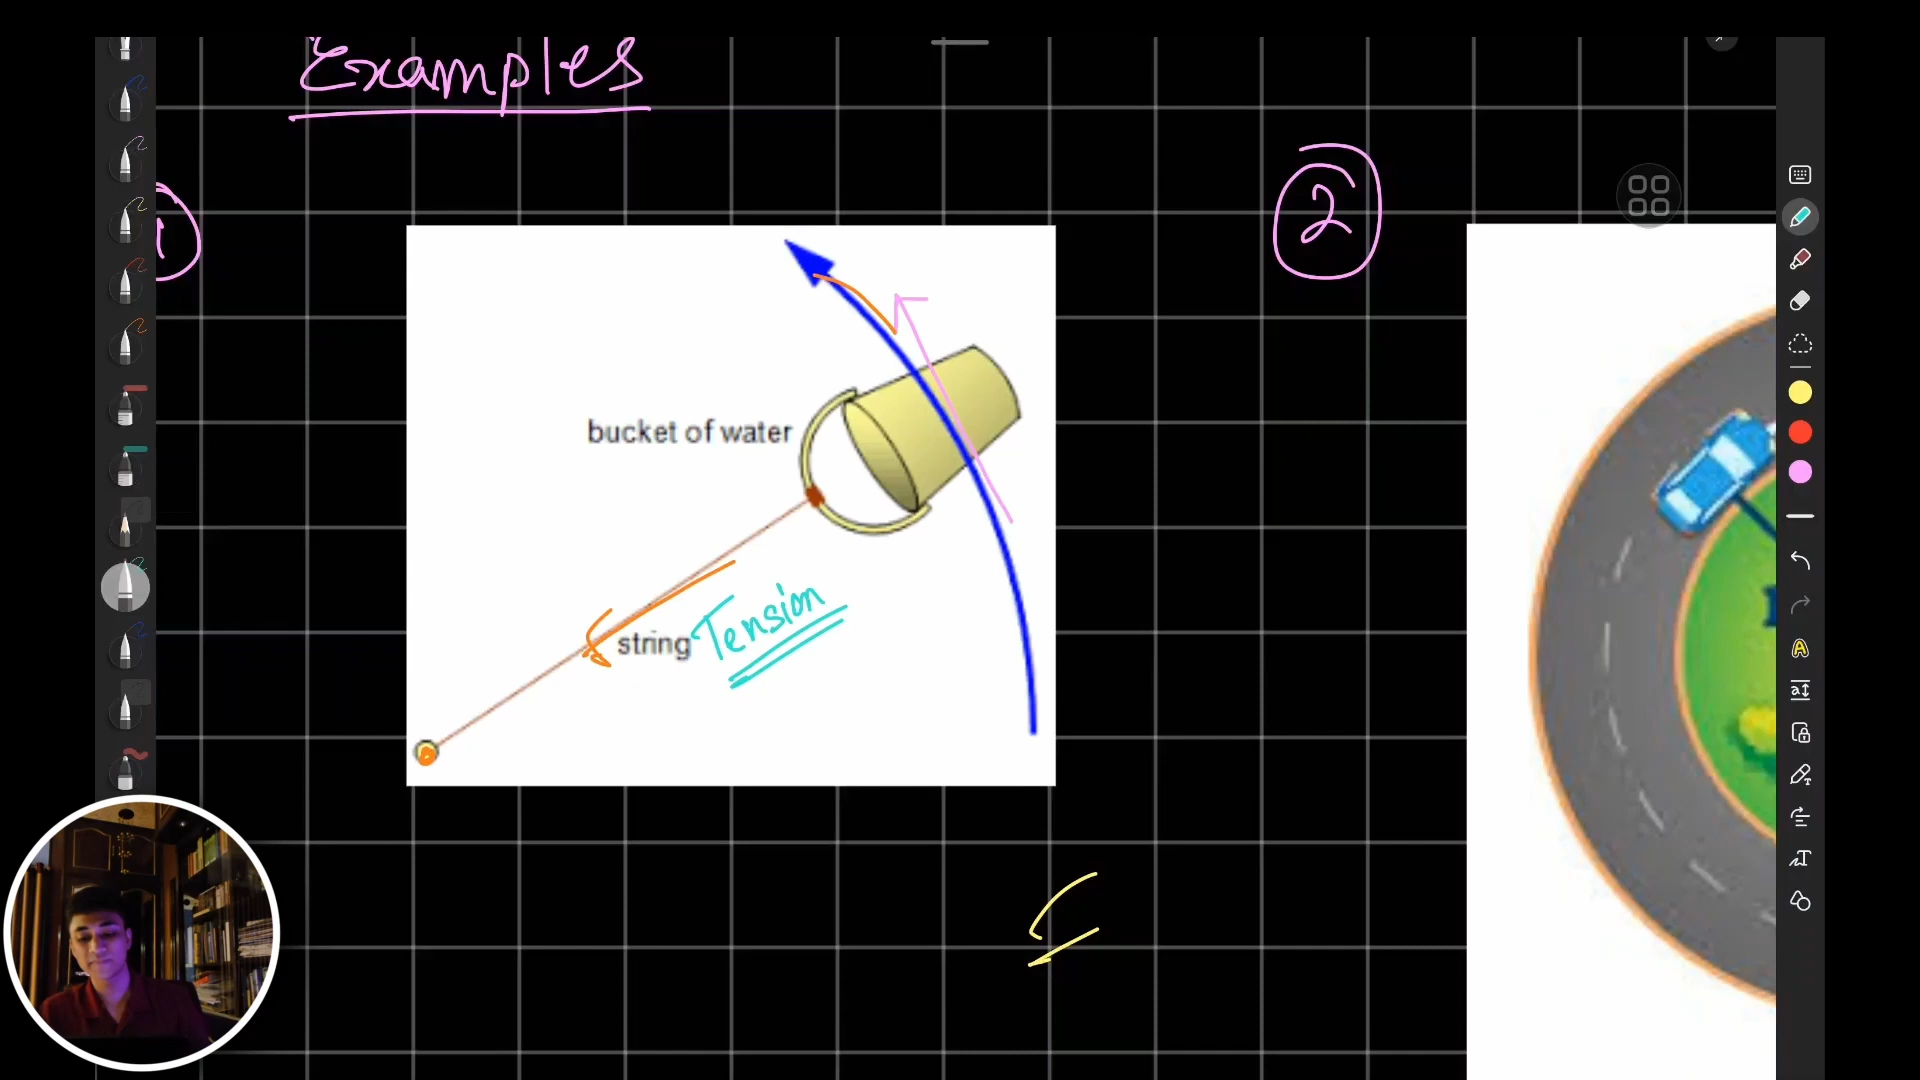 Examples
1
2
bucket of water
string Tension